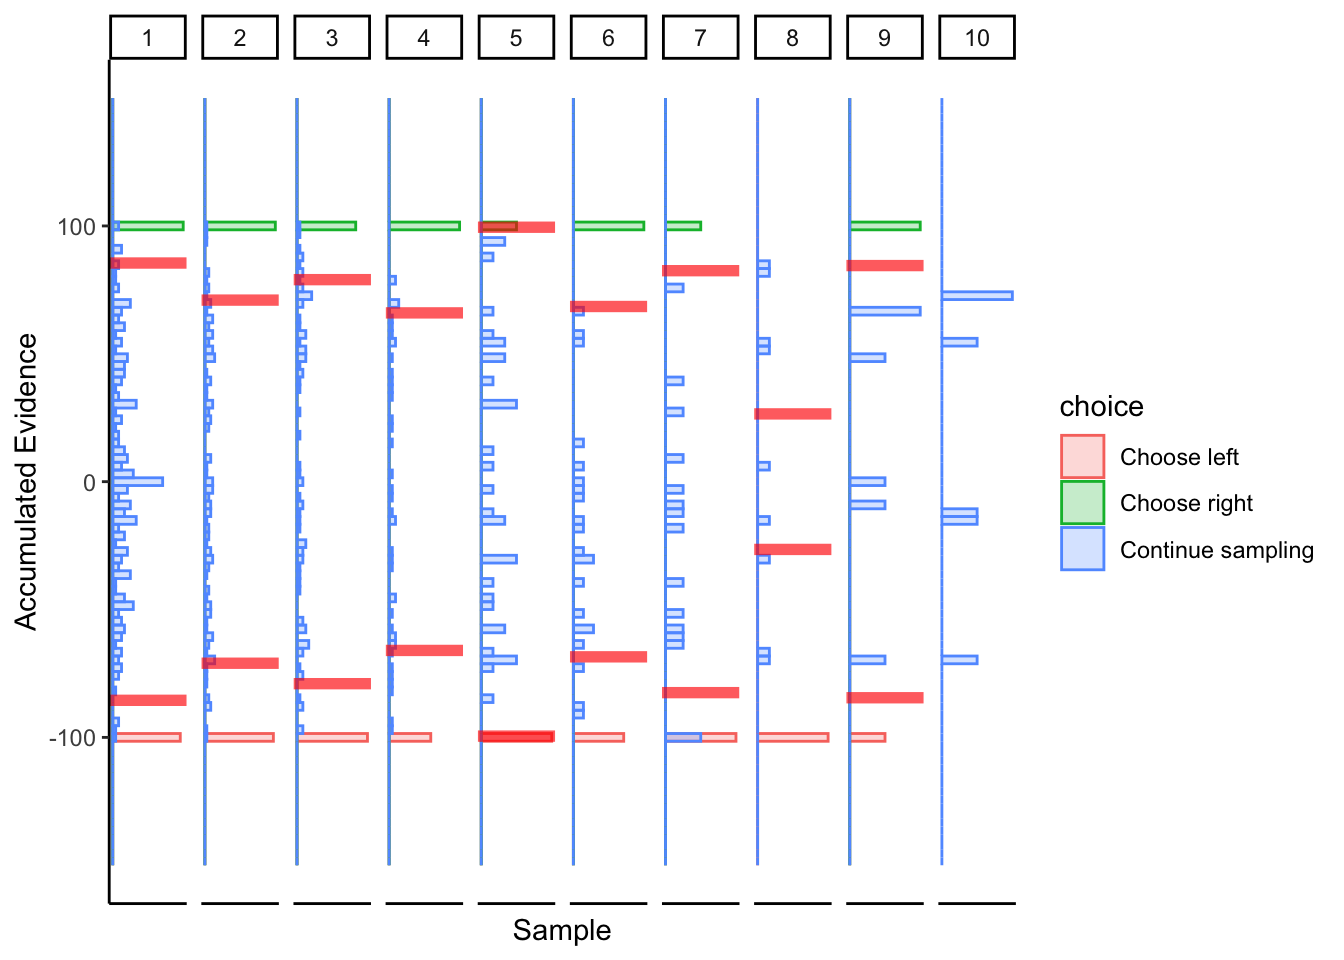 1 2 3 4 5 6 7 8 9 10
100
0
-100
Accumulated Evidence
Sample
choice
Choose left
Choose right
Continue sampling